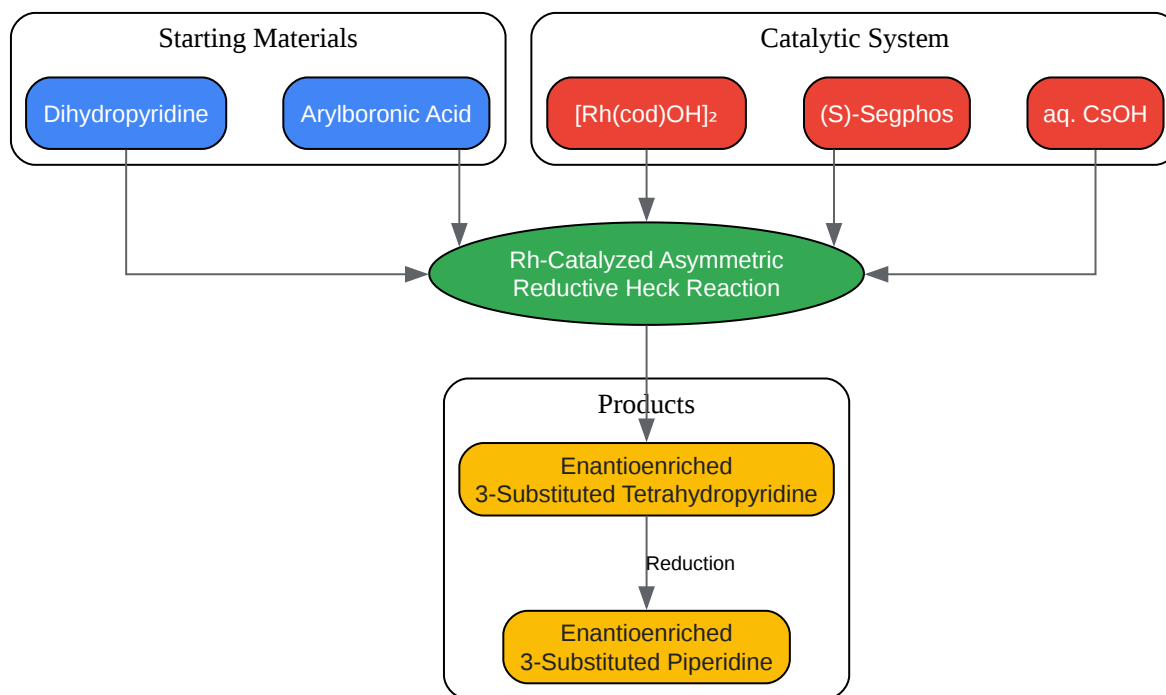 Starting Materials
Catalytic System
Dihydropyridine
Arylboronic Acid
[Rh(cod)OH]₂
(S)-Segphos
aq. CsOH
Rh-Catalyzed Asymmetric
Reductive Heck Reaction
Products
Enantioenriched
3-Substituted Tetrahydropyridine
Reduction
Enantioenriched
3-Substituted Piperidine